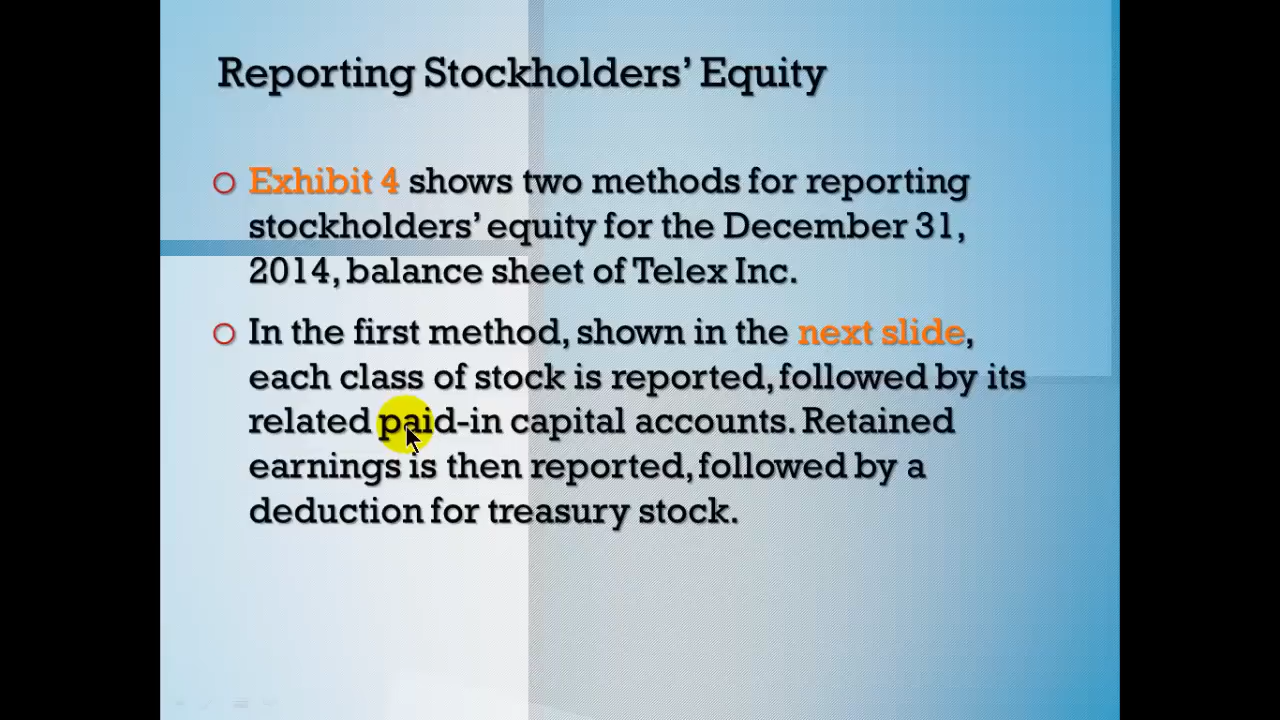 Reporting Stockholders’ Equity
Exhibit 4 shows two methods for reporting
stockholders’ equity for the December 31,
2014, balance sheet of Telex Inc.
In the first method, shown in the next slide,
each class of stock is reported, followed by its
related paid-in capital accounts. Retained
earnings is then reported, followed by a
deduction for treasury stock.